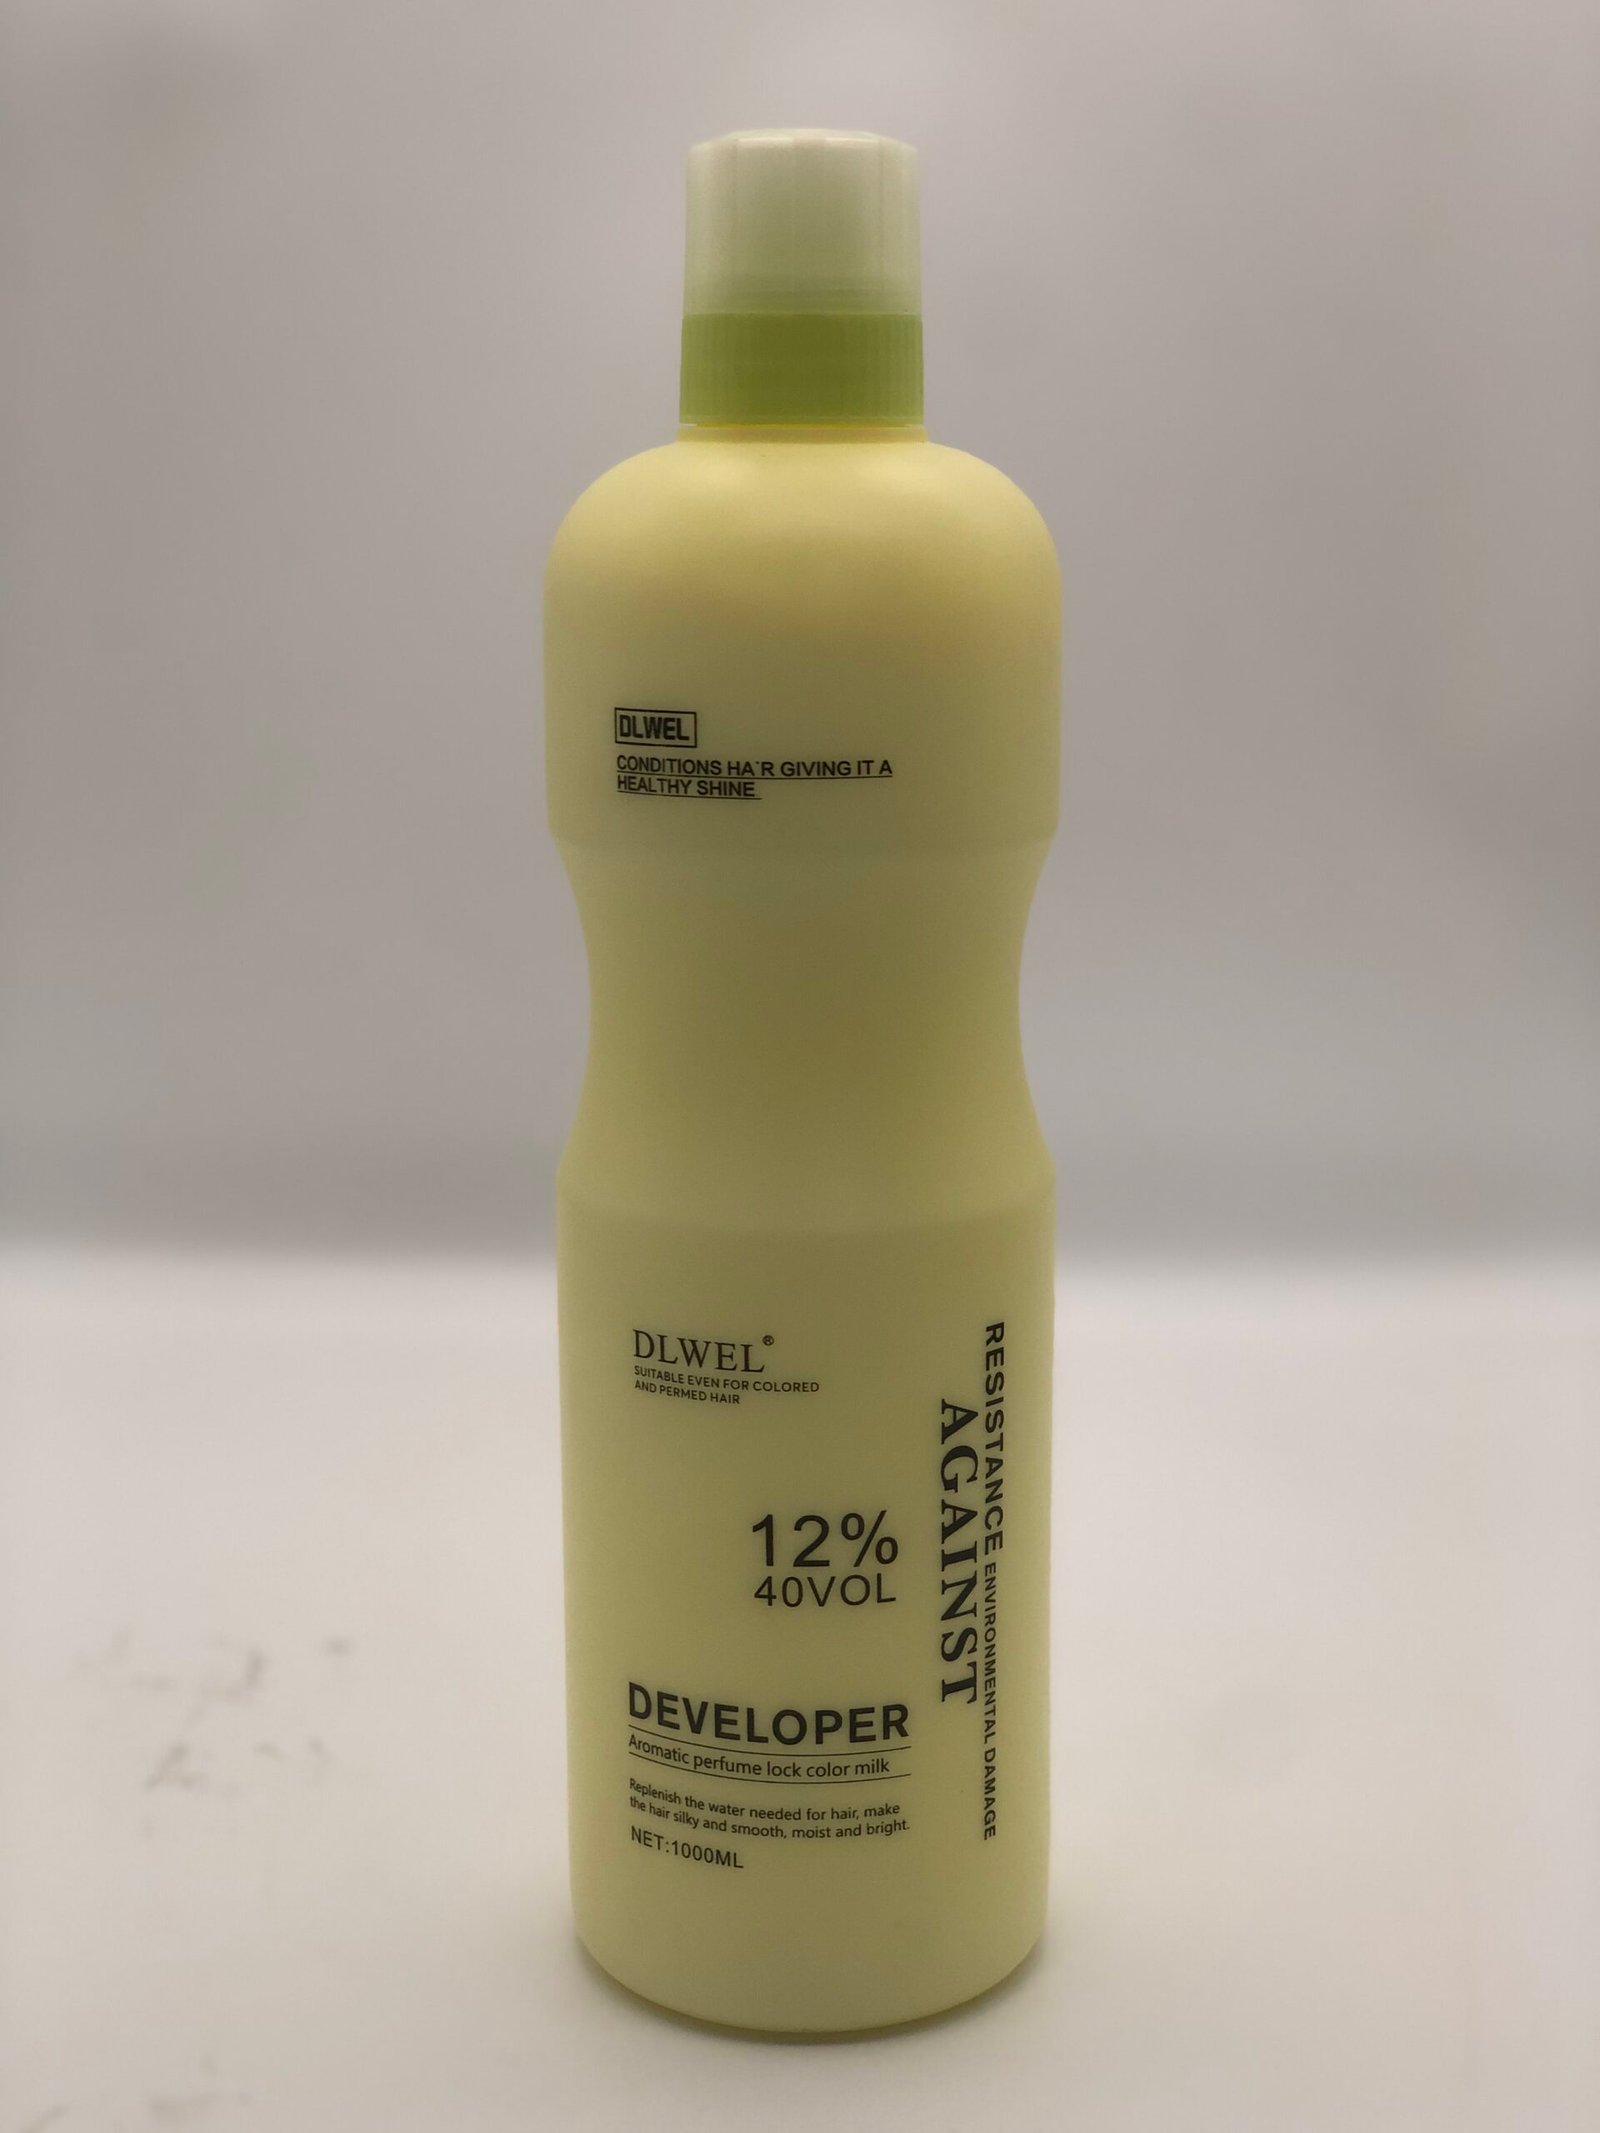 DLWEL
CONDITIONS HA`R GIVING IT A
HEALTHY SHINE
DLWEL®
SUITABLE EVEN FOR COLORED
AND PERMED HAIR
12%
40VOL
DEVELOPER
Aromatic perfume lock color milk
Replenish the water needed for hair, make
the hair silky and smooth, moist and bright.
NET:1000ML
RESISTANCE ENVIRONMENTAL DAMAGE
AGAINST